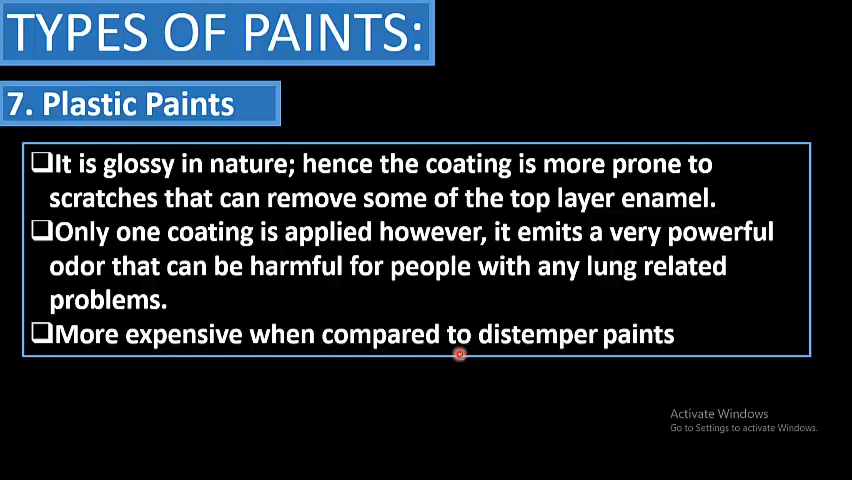 TYPES OF PAINTS:
7. Plastic Paints
❑It is glossy in nature; hence the coating is more prone to
scratches that can remove some of the top layer enamel.
❑Only one coating is applied however, it emits a very powerful
odor that can be harmful for people with any lung related
problems.
❑More expensive when compared to distemper paints
Activate Windows
Go to Settings to activate Windows.